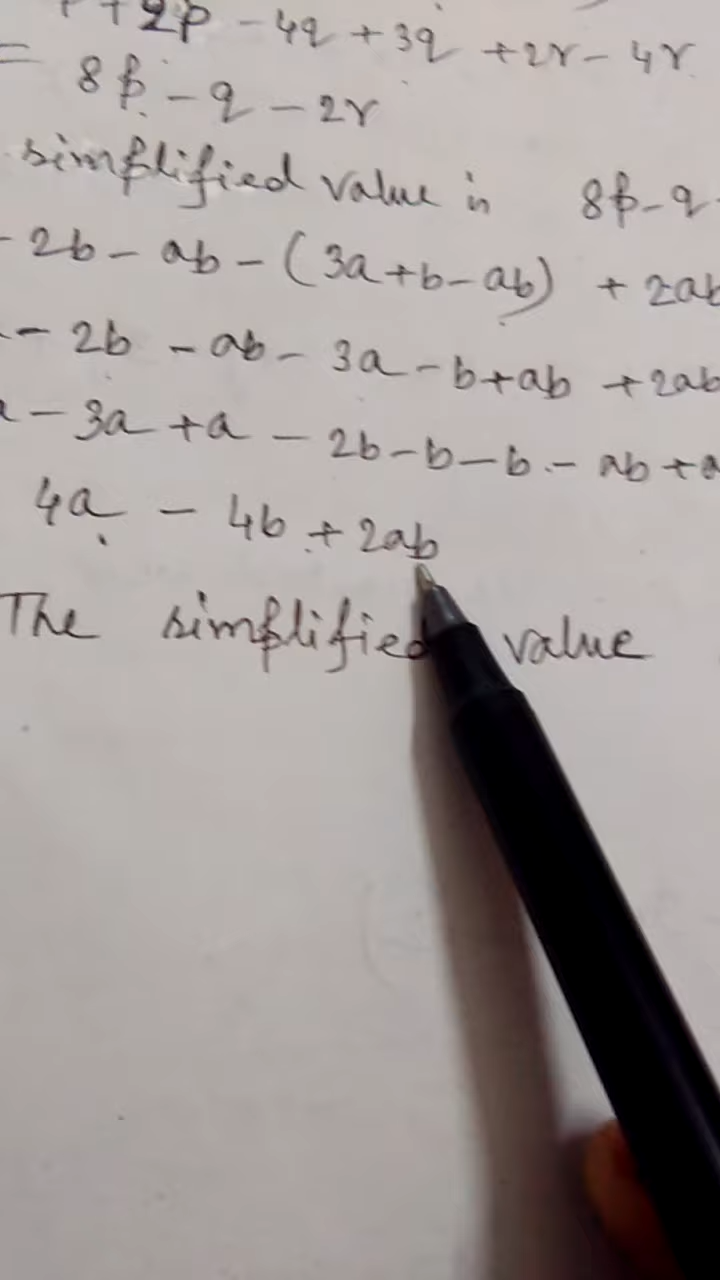 + 2p - 4q + 3q + 2r - 4r
= 8p - q - 2r
simplified value is 8p - q
- 2b - ab - (3a + b - ab) + 2ab
- 2b - ab - 3a - b + ab + 2ab
- 3a + a - 2b - b - b - ab + a
4a - 4b + 2ab
The simplified value